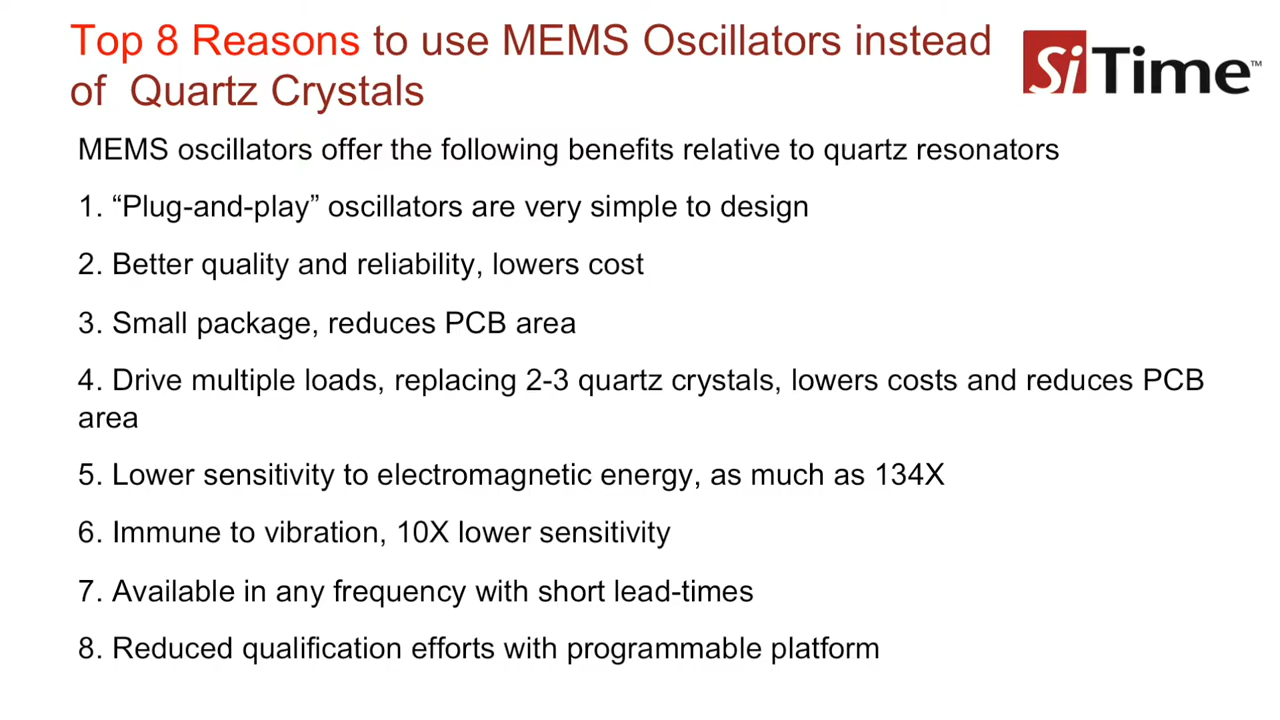 Top 8 Reasons to use MEMS Oscillators instead
of Quartz Crystals
SiTime™
MEMS oscillators offer the following benefits relative to quartz resonators
1. “Plug-and-play” oscillators are very simple to design
2. Better quality and reliability, lowers cost
3. Small package, reduces PCB area
4. Drive multiple loads, replacing 2-3 quartz crystals, lowers costs and reduces PCB
area
5. Lower sensitivity to electromagnetic energy, as much as 134X
6. Immune to vibration, 10X lower sensitivity
7. Available in any frequency with short lead-times
8. Reduced qualification efforts with programmable platform